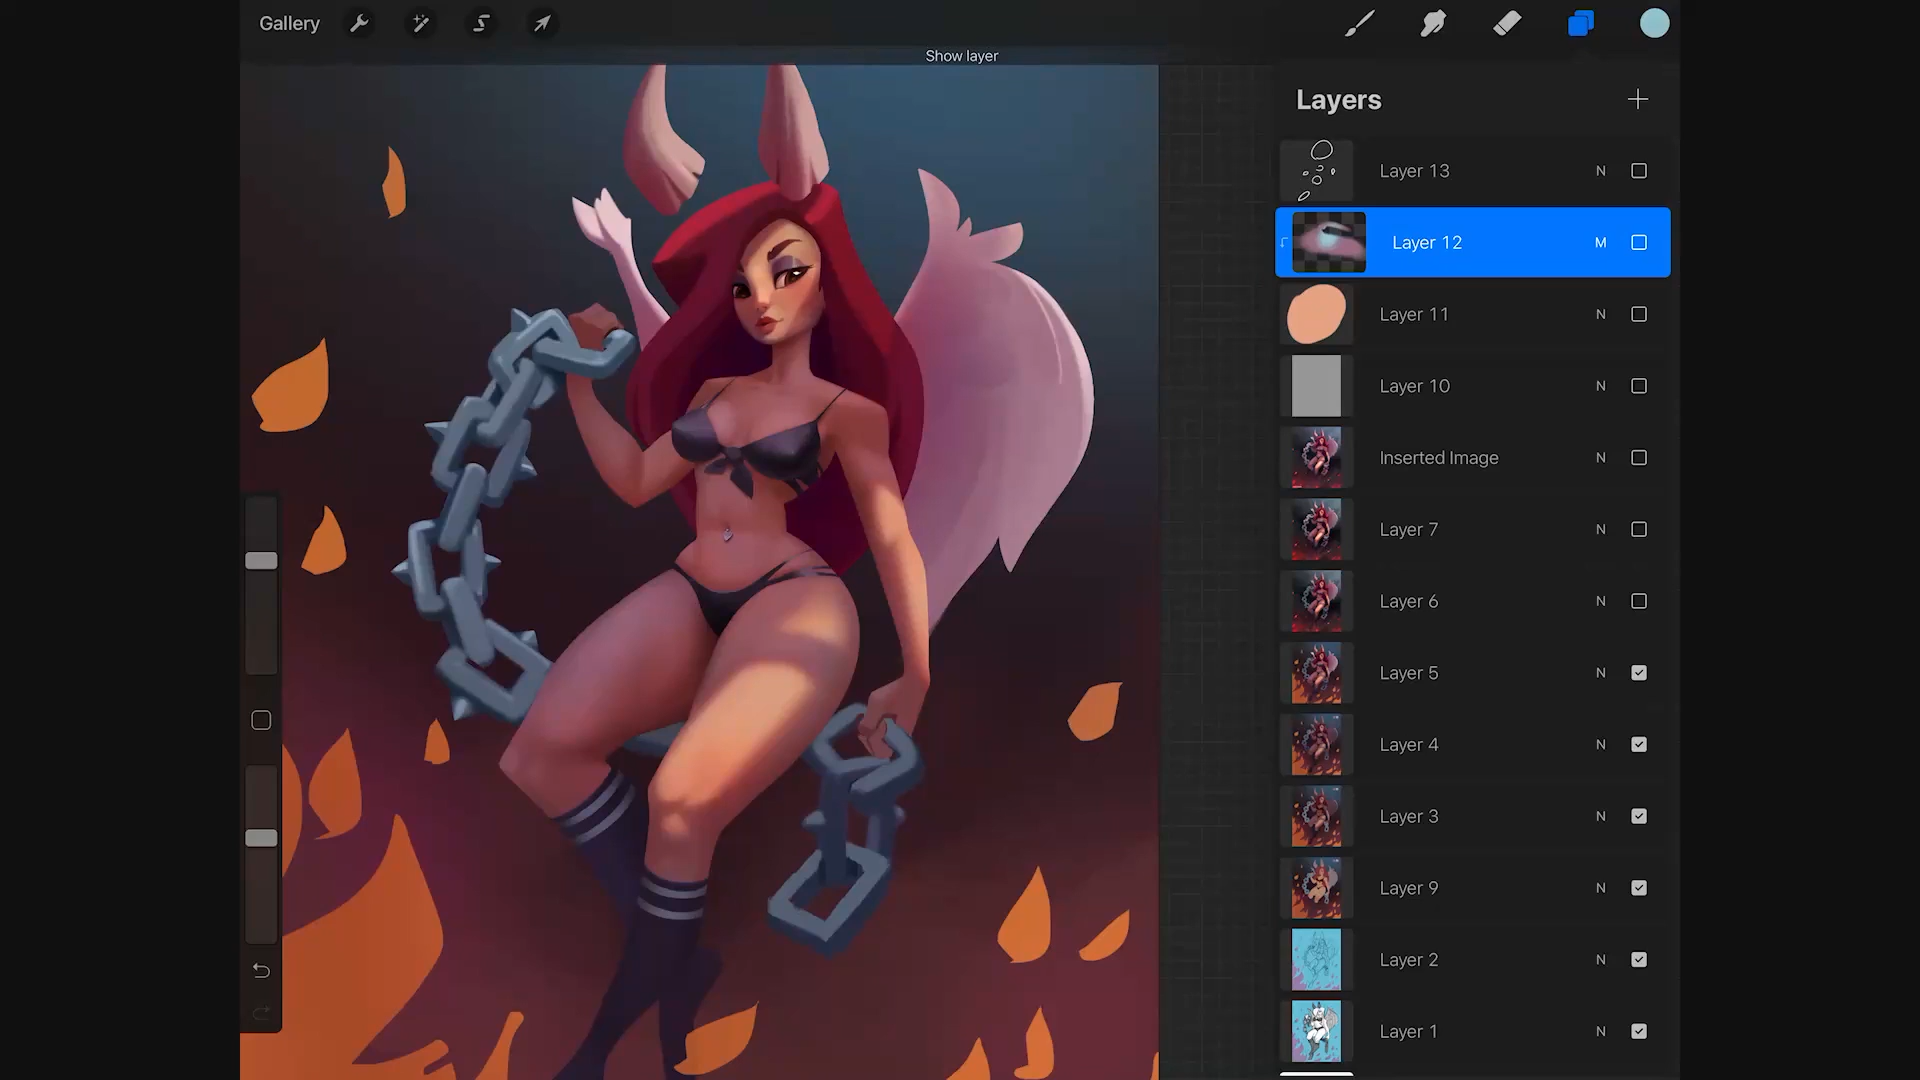 Gallery
Show layer
Layers
Layer 13 N
Layer 12 M
Layer 11 N
Layer 10 N
Inserted Image N
Layer 7 N
Layer 6 N
Layer 5 N
Layer 4 N
Layer 3 N
Layer 9 N
Layer 2 N
Layer 1 N